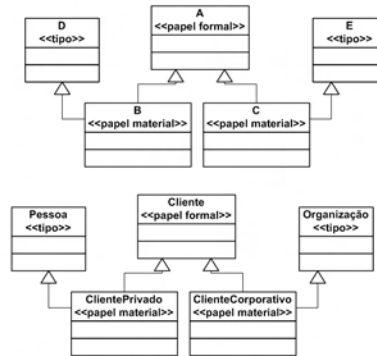 A
<<papel formal>>
D
<<tipo>>
E
<<tipo>>
B
<<papel material>>
C
<<papel material>>
Cliente
<<papel formal>>
Pessoa
<<tipo>>
Organização
<<tipo>>
ClientePrivado
<<papel material>>
ClienteCorporativo
<<papel material>>